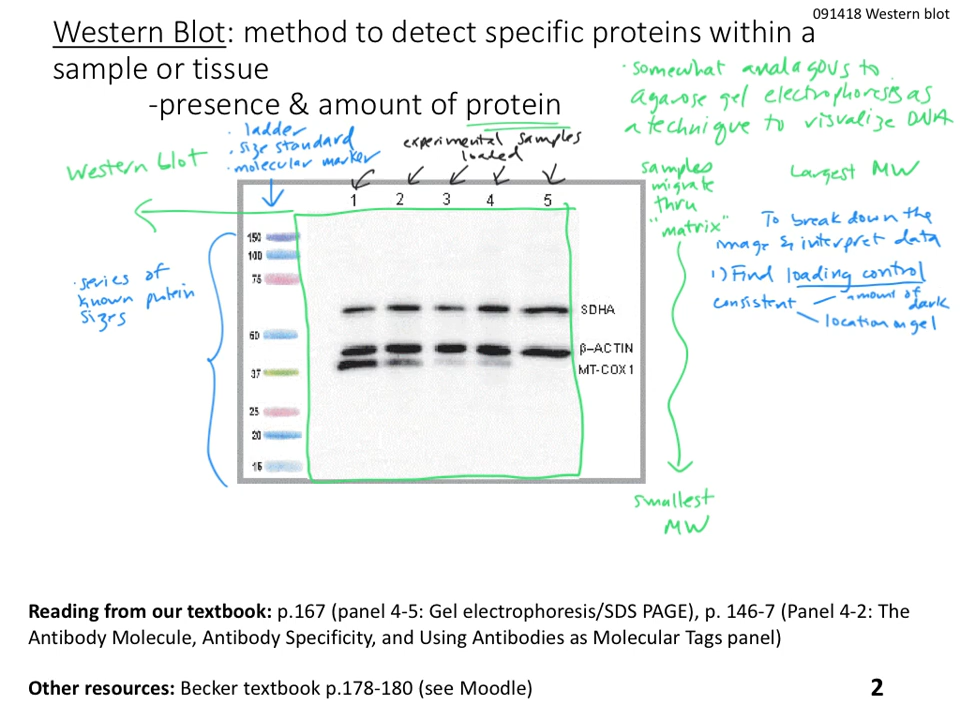 091418 Western blot
Western Blot: method to detect specific proteins within a
sample or tissue
-presence & amount of protein
· somewhat analagous to
agarose gel electrophoresis as
a technique to visualize DNA
Western blot
· ladder
· size standard
· molecular marker
experimental samples
loaded
samples
migrate
thru
"matrix"
Largest MW
1 2 3 4 5
150
100
75
60
37
25
20
15
SDHA
β-ACTIN
MT-COX1
· series of
known protein
sizes
To break down the
image & interpret data
1) Find loading control
consistent – amount of
dark
location on gel
smallest
MW
Reading from our textbook: p.167 (panel 4-5: Gel electrophoresis/SDS PAGE), p. 146-7 (Panel 4-2: The
Antibody Molecule, Antibody Specificity, and Using Antibodies as Molecular Tags panel)
Other resources: Becker textbook p.178-180 (see Moodle)
2